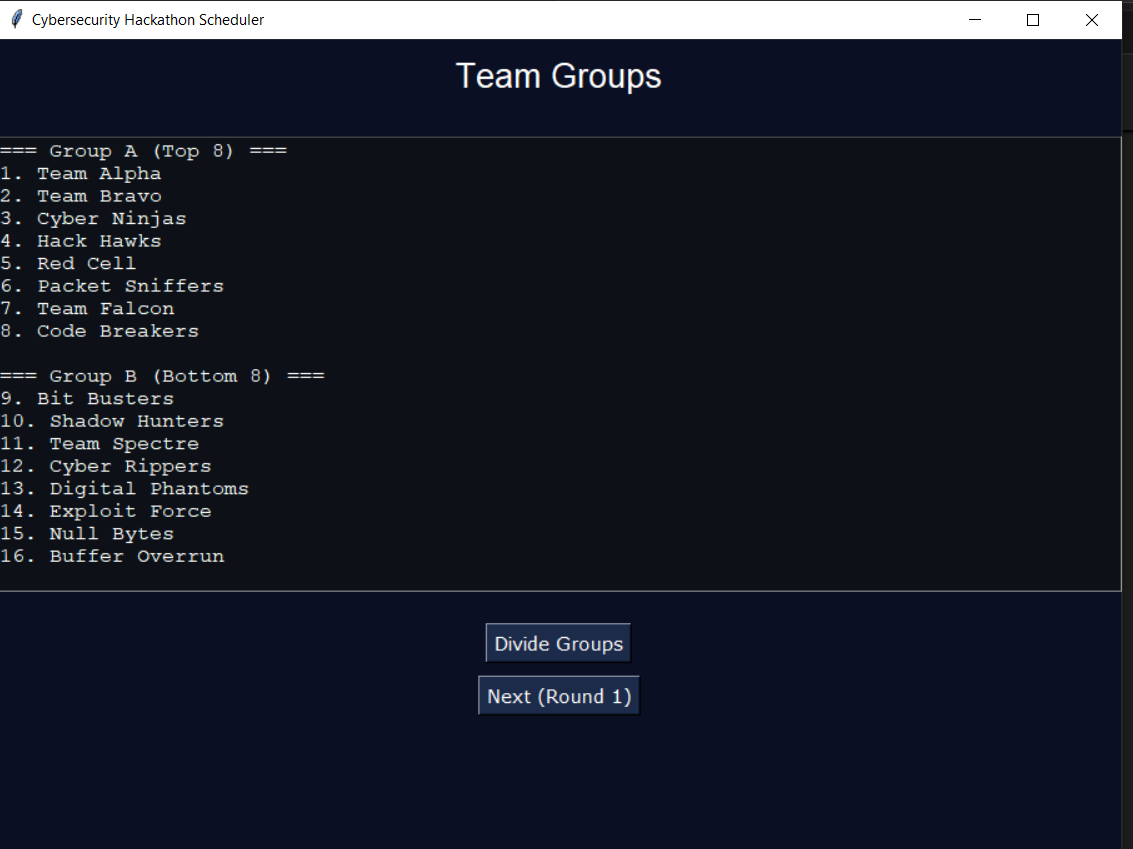 Cybersecurity Hackathon Scheduler
Team Groups
=== Group A (Top 8) ===
1. Team Alpha
2. Team Bravo
3. Cyber Ninjas
4. Hack Hawks
5. Red Cell
6. Packet Sniffers
7. Team Falcon
8. Code Breakers
=== Group B (Bottom 8) ===
9. Bit Busters
10. Shadow Hunters
11. Team Spectre
12. Cyber Rippers
13. Digital Phantoms
14. Exploit Force
15. Null Bytes
16. Buffer Overrun
Divide Groups
Next (Round 1)